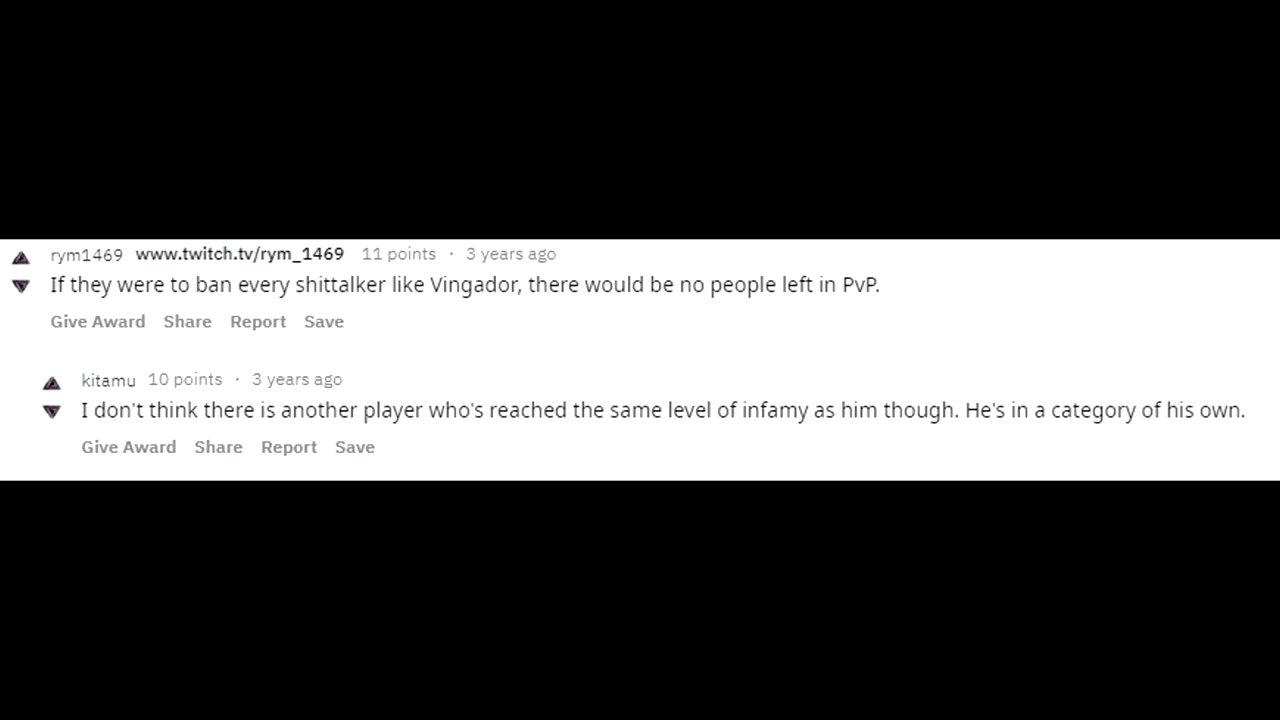 rym1469 www.twitch.tv/rym_1469 11 points · 3 years ago
If they were to ban every shittalker like Vingador, there would be no people left in PvP.
Give Award Share Report Save
kitamu 10 points · 3 years ago
I don't think there is another player who's reached the same level of infamy as him though. He's in a category of his own.
Give Award Share Report Save